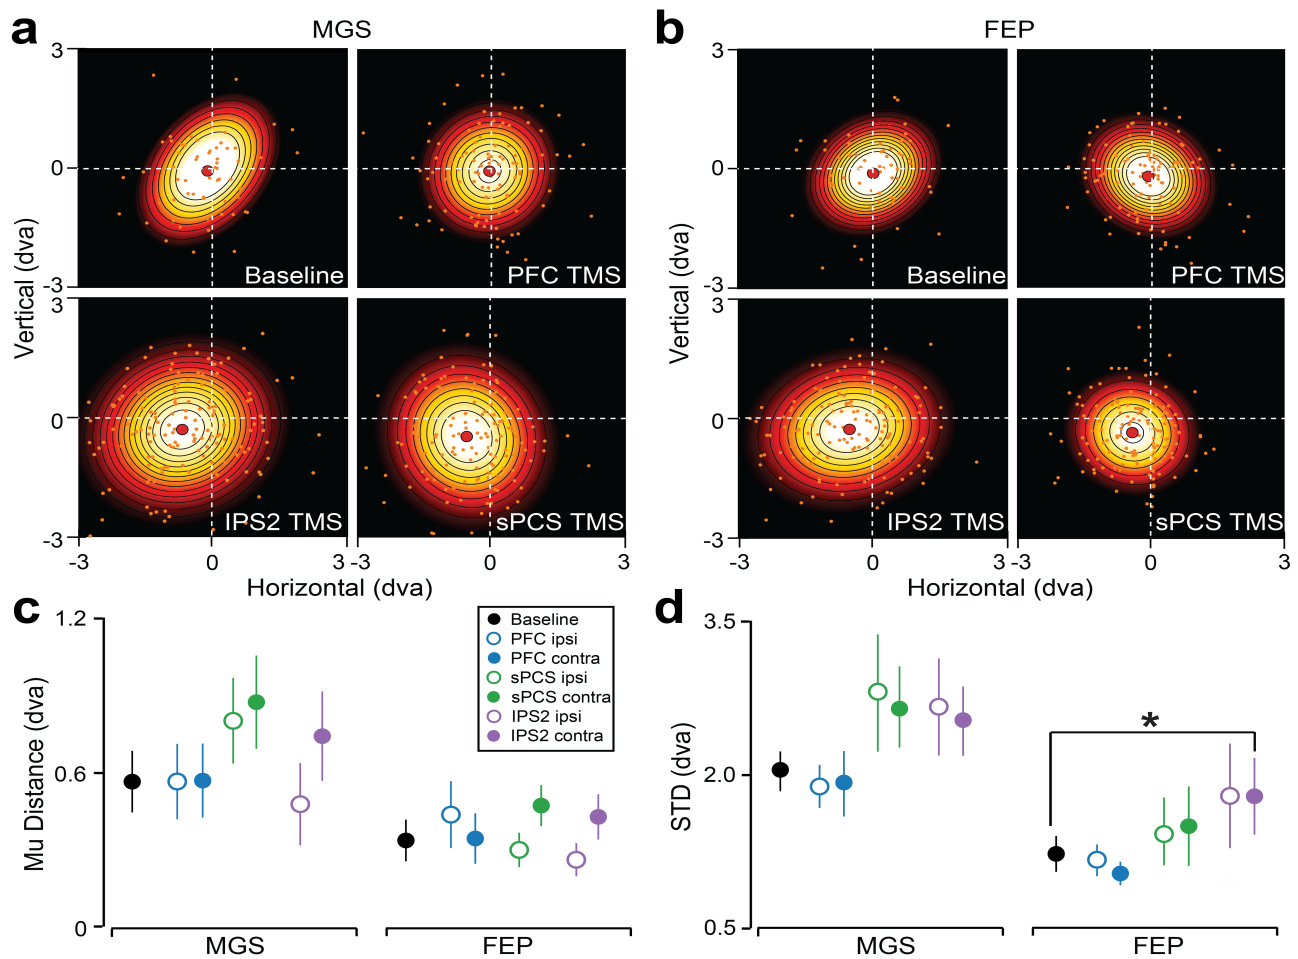 a
MGS
b
FEP
3
0
-3
Vertical (dva)
Baseline
PFC TMS
3
0
-3
IPS2 TMS
sPCS TMS
-3
0
3
-3
0
3
Horizontal (dva)
3
0
-3
Vertical (dva)
Baseline
PFC TMS
3
0
-3
IPS2 TMS
sPCS TMS
-3
0
3
-3
0
3
Horizontal (dva)
c
1.2
0.6
0
Mu Distance (dva)
Baseline
PFC ipsi
PFC contra
sPCS ipsi
sPCS contra
IPS2 ipsi
IPS2 contra
MGS
FEP
d
3.5
2.0
0.5
STD (dva)
*
MGS
FEP